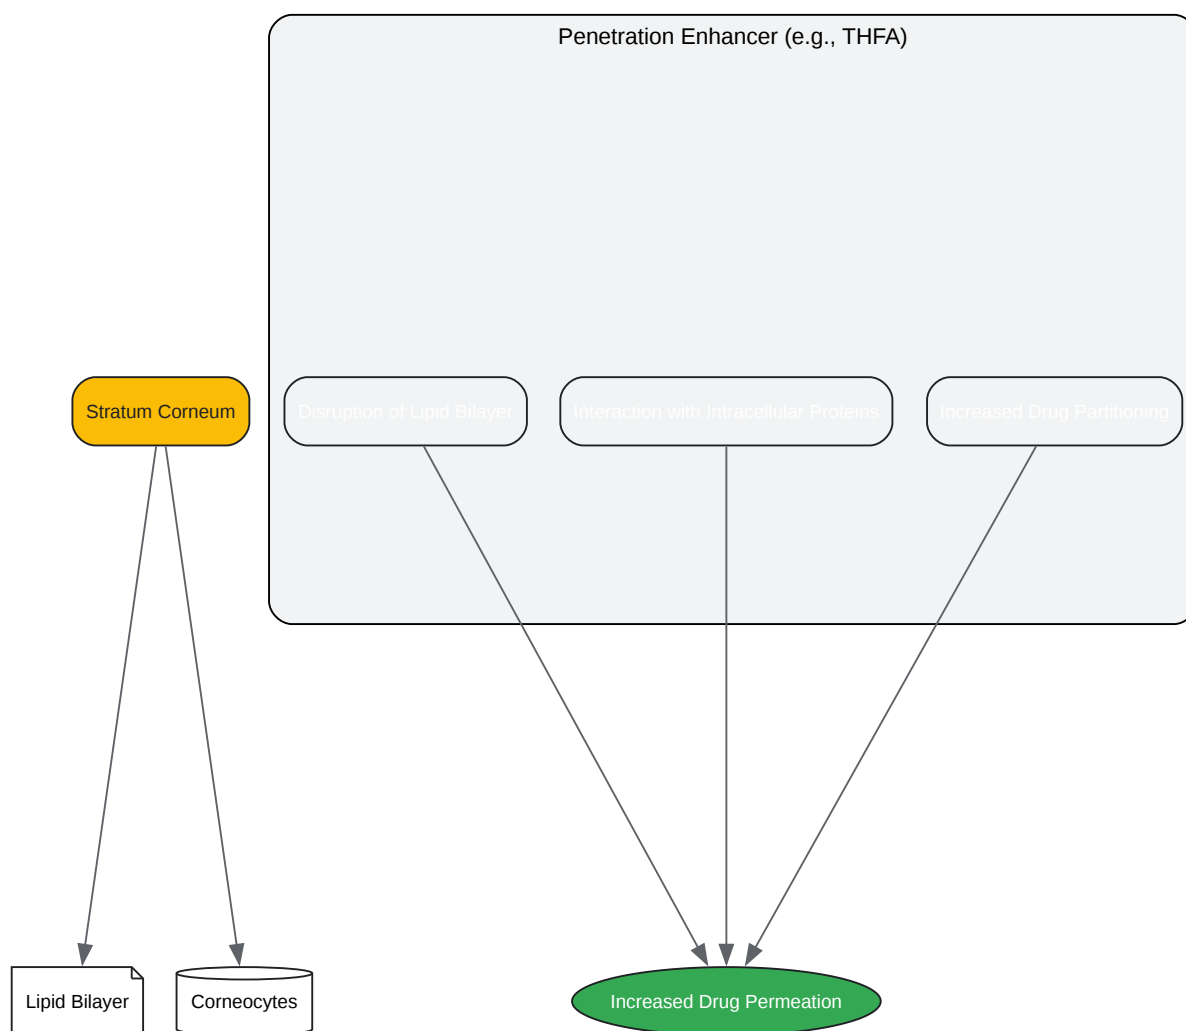 Penetration Enhancer (e.g., THFA)
Stratum Corneum
Disruption of Lipid Bilayer
Interaction with Intracellular Proteins
Increased Drug Partitioning
Lipid Bilayer
Corneocytes
Increased Drug Permeation